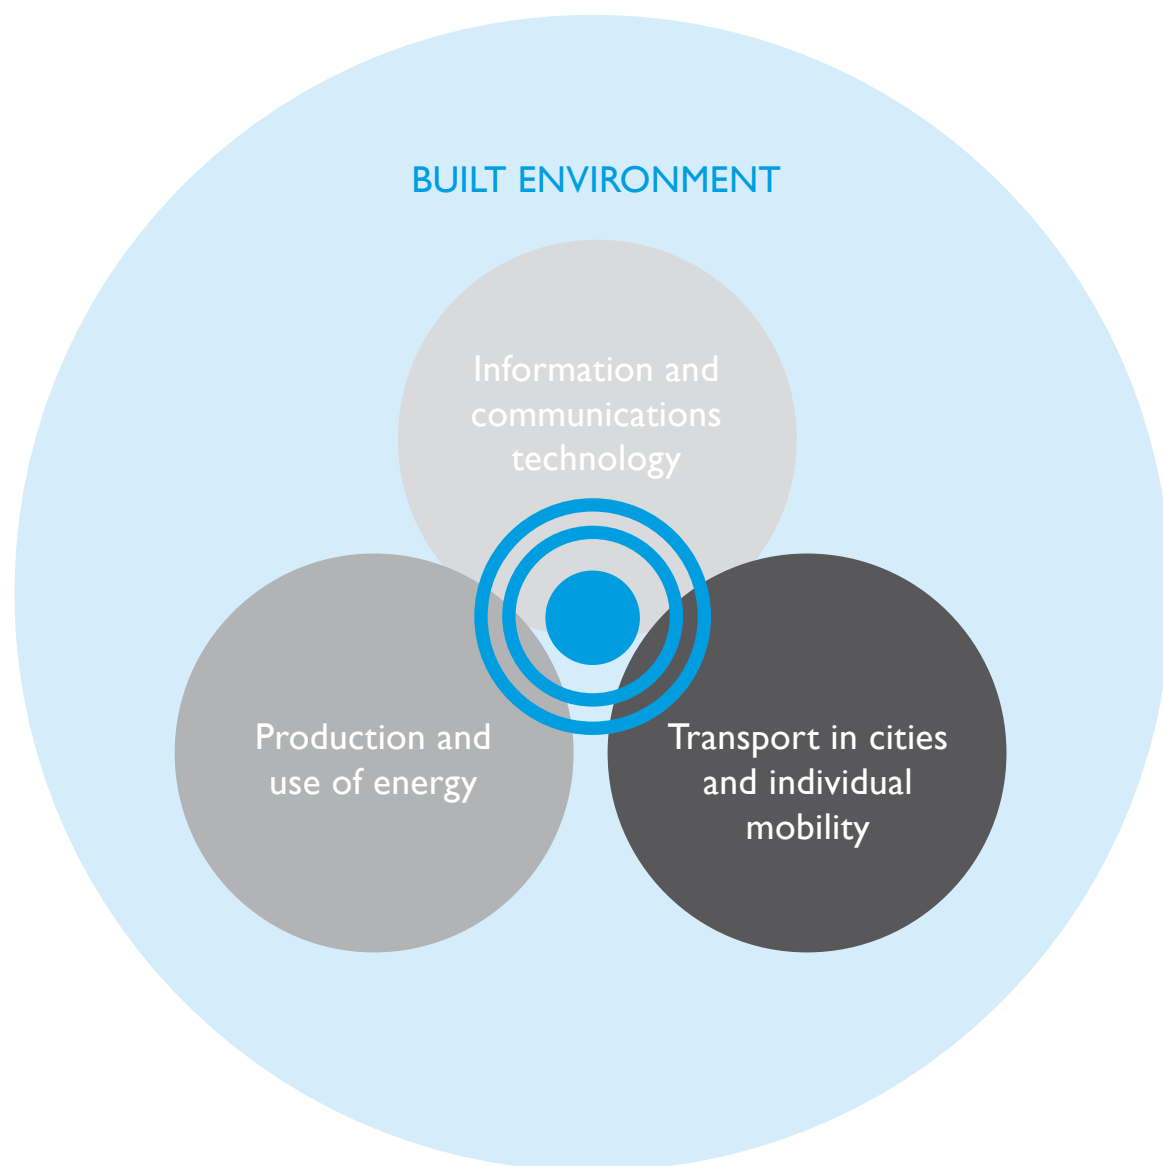 BUILT ENVIRONMENT
Information and
communications
technology
Production and
use of energy
Transport in cities
and individual
mobility